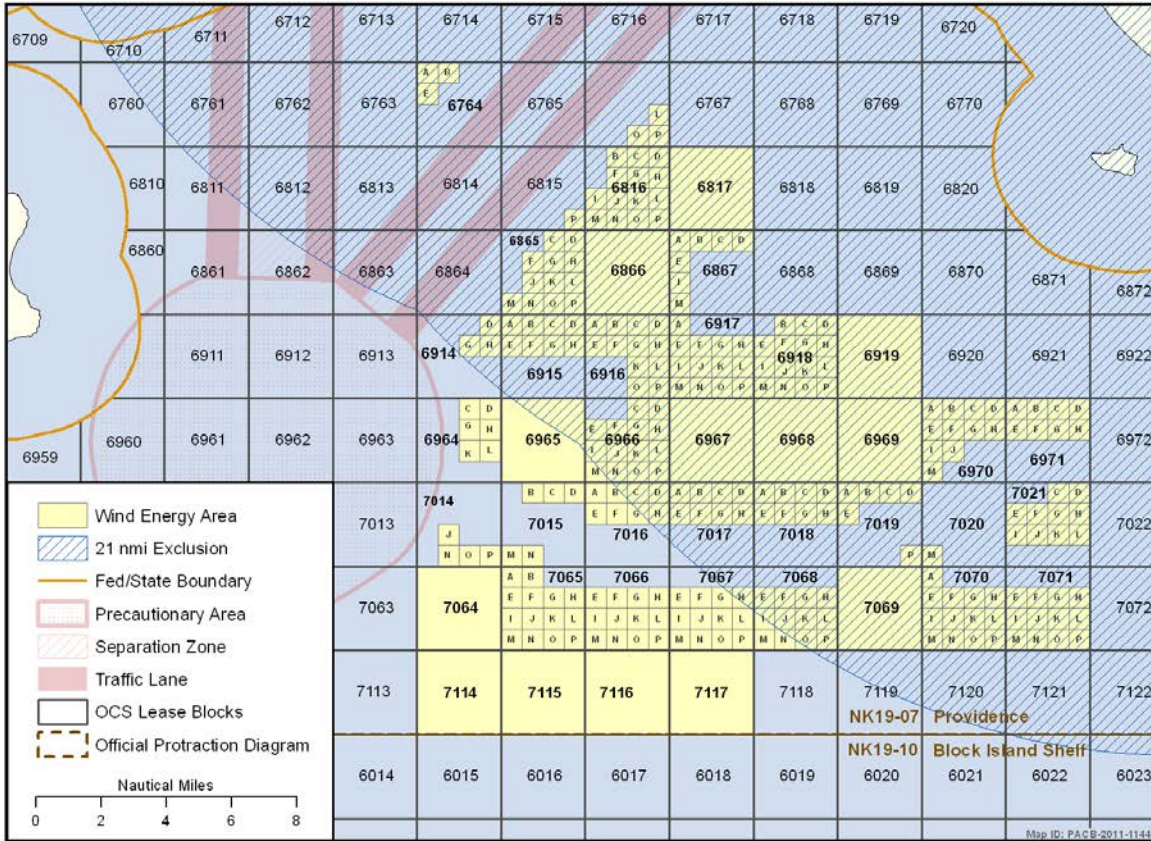 6709 6710 6711 6712 6713 6714 6715 6716 6717 6718 6719 6720
6760 6761 6762 6763 A B E 6764 6765 L O P 6767 6768 6769 6770
6810 6811 6812 6813 6814 6815 P B C D F G H I J K L M N O P 6816 6817 6818 6819 6820
6860 6861 6862 6863 6864 6865 C D F G H J K L M N O P 6866 A B C D E I M 6867 6868 6869 6870 6871 6872
6911 6912 6913 6914 D G H A B C D E F G H 6915 A B C D E F G H K L O P 6916 A 6917 E F G H I J K L M N O P B C D E F G H I J K L M N O P 6918 6919 6920 6921 6922
6959 6960 6961 6962 6963 6964 C D G H K L 6965 C D E F G H I J K L M N O P 6966 6967 6968 6969 A B C D E F G H I J M 6970 A B C D E F G H 6971 6972
7013 7014 J N O P B C D 7015 M N A B C D E F G H 7016 A B C D E F G H 7017 A B C D E F G H 7018 A B C D E 7019 P 7020 M 7021 C D E F G H I J K L 7022
7063 7064 A B 7065 E F G H I J K L M N O P 7066 E F G H I J K L M N O P 7067 E F G H I J K L M N O P 7068 E F G H I J K L M N O P 7069 A 7070 E F G H I J K L M N O P 7071 E F G H I J K L M N O P 7072
7113 7114 7115 7116 7117 7118 7119 7120 7121 7122
NK19-07 Providence
NK19-10 Block Island Shelf
6014 6015 6016 6017 6018 6019 6020 6021 6022 6023
Wind Energy Area
21 nmi Exclusion
Fed/State Boundary
Precautionary Area
Separation Zone
Traffic Lane
OCS Lease Blocks
Official Protraction Diagram
Nautical Miles
0 2 4 6 8
Map ID: PACB-2011-1144